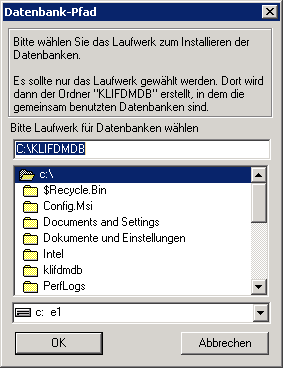 Datenbank-Pfad
Bitte wählen Sie das Laufwerk zum Installieren der
Datenbanken.
Es sollte nur das Laufwerk gewählt werden. Dort wird
dann der Ordner "KLIFDMDB" erstellt, in dem die
gemeinsam benutzten Datenbanken sind.
Bitte Laufwerk für Datenbanken wählen
C:\KLIFDMDB
c:\
$Recycle.Bin
Config.Msi
Documents and Settings
Dokumente und Einstellungen
Intel
klifdmdb
PerfLogs
c: e1
OK
Abbrechen